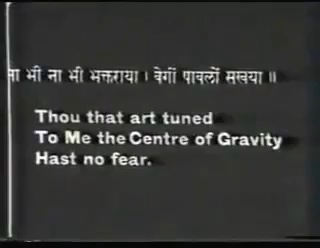 ना भी ना भी भक्तराया । वेगीं पावलों सखया ॥
Thou that art tuned
To Me the Centre of Gravity
Hast no fear.